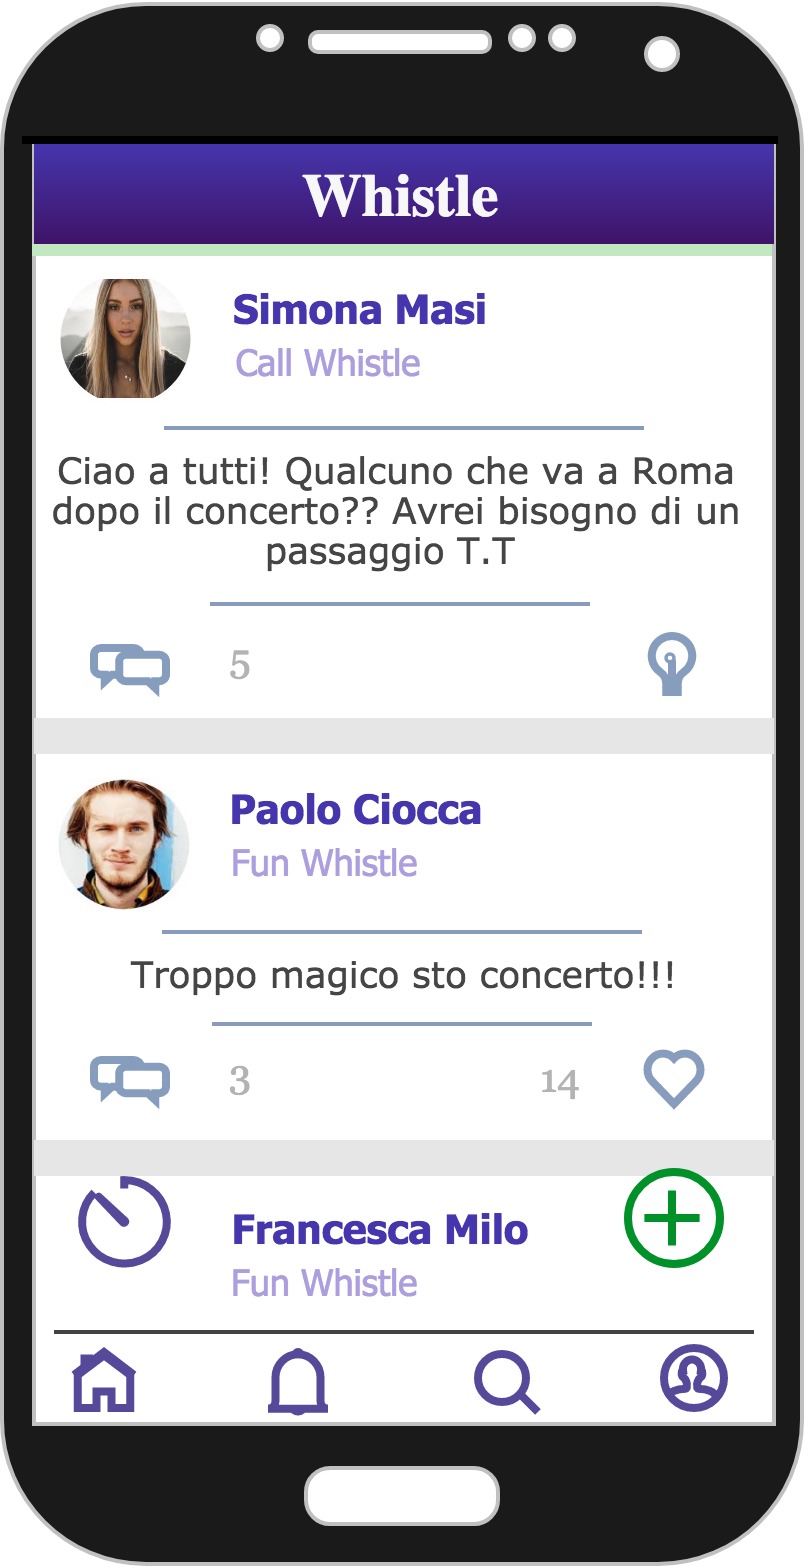 Whistle
Simona Masi
Call Whistle
Ciao a tutti! Qualcuno che va a Roma
dopo il concerto?? Avrei bisogno di un
passaggio T.T
5
Paolo Ciocca
Fun Whistle
Troppo magico sto concerto!!!
3 14
Francesca Milo
Fun Whistle